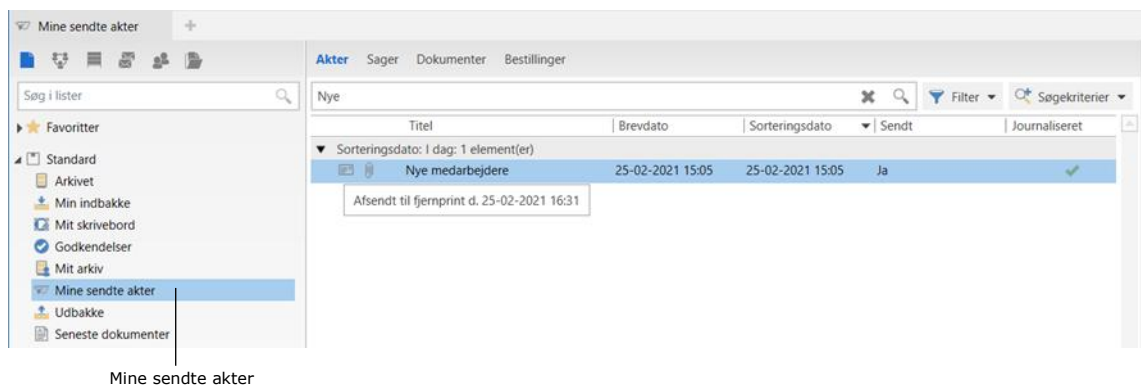 Mine sendte akter
Akter Sager Dokumenter Bestillinger
Søg i lister
Nye
Filter
Søgekriterier
Titel Brevdato Sorteringsdato Sendt Journaliseret
Favoritter
Sorteringsdato: I dag: 1 element(er)
Standard
Nye medarbejdere 25-02-2021 15:05 25-02-2021 15:05 Ja
Arkivet
Afsendt til fjernprint d. 25-02-2021 16:31
Min indbakke
Mit skrivebord
Godkendelser
Mit arkiv
Mine sendte akter
Udbakke
Seneste dokumenter
Mine sendte akter